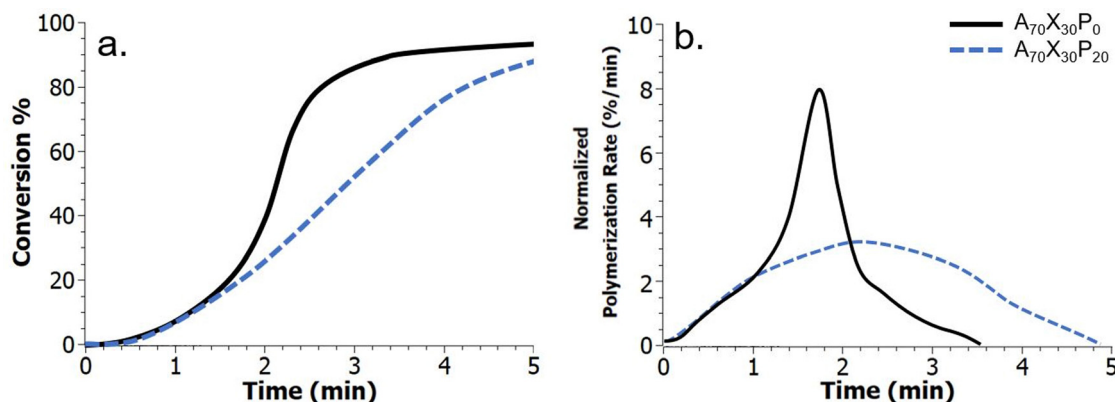 a.
Conversion %
100
80
60
40
20
0
0 1 2 3 4 5
Time (min)
b.
Normalized
Polymerization Rate (%/min)
10
8
6
4
2
0
0 1 2 3 4 5
Time (min)
A₇₀X₃₀P₀
A₇₀X₃₀P₂₀